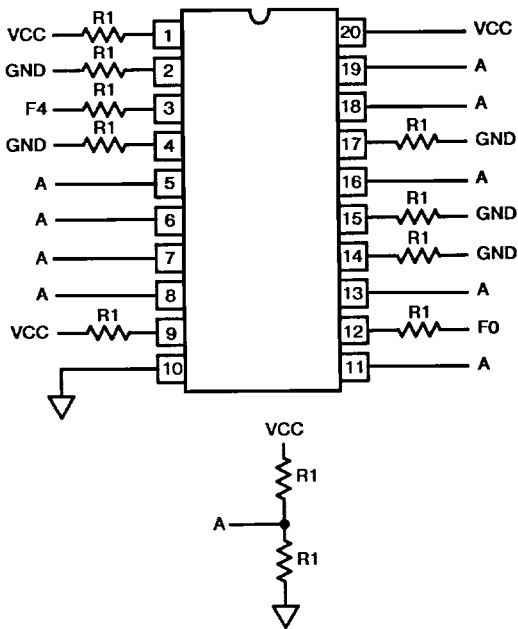 VCC R1 1
GND R1 2
F4 R1 3
GND R1 4
A 5
A 6
A 7
A 8
VCC R1 9
10
20 VCC
19 A
18 A
17 R1 GND
16 A
15 R1 GND
14 R1 GND
13 A
12 R1 F0
11 A
VCC
R1
A
R1